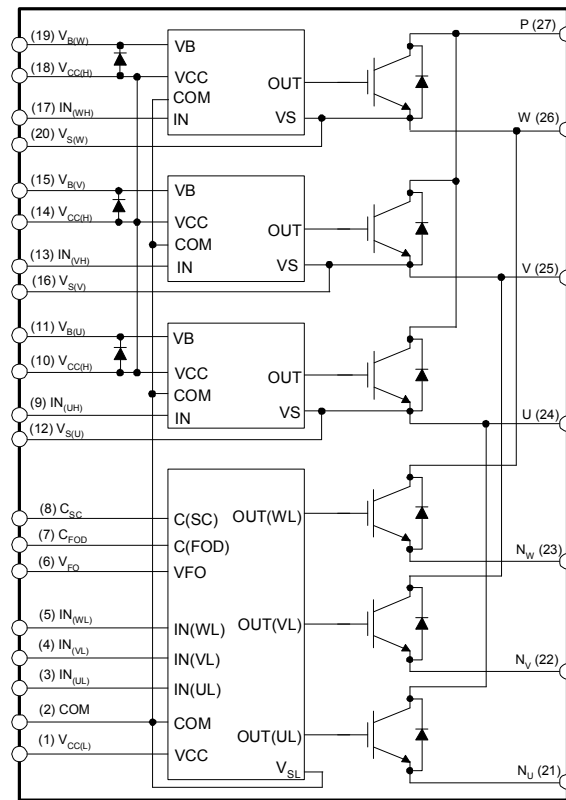 (19) VB(W)
(18) VCC(H)
(17) IN(WH)
(20) VS(W)
VB
VCC
COM
IN
OUT
VS
P (27)
W (26)
(15) VB(V)
(14) VCC(H)
(13) IN(VH)
(16) VS(V)
VB
VCC
COM
IN
OUT
VS
V (25)
(11) VB(U)
(10) VCC(H)
(9) IN(UH)
(12) VS(U)
VB
VCC
COM
IN
OUT
VS
U (24)
(8) CSC
(7) CFOD
(6) VFO
(5) IN(WL)
(4) IN(VL)
(3) IN(UL)
(2) COM
(1) VCC(L)
C(SC)
C(FOD)
VFO
IN(WL)
IN(VL)
IN(UL)
COM
VCC
OUT(WL)
OUT(VL)
OUT(UL)
VSL
NW (23)
NV (22)
NU (21)